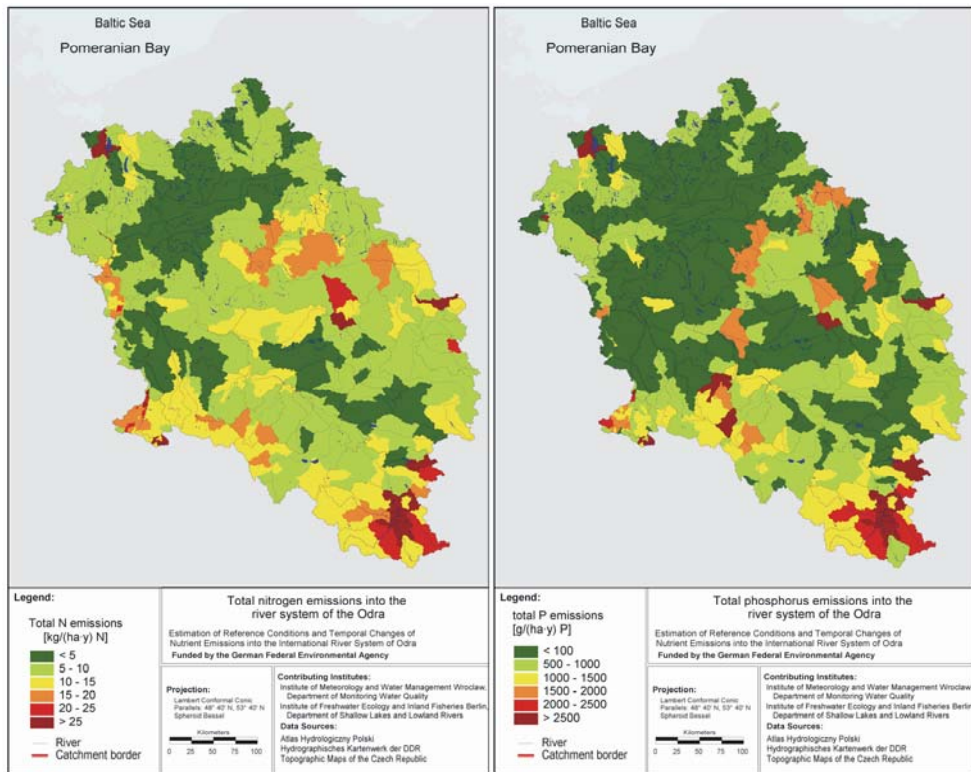 Baltic Sea
Pomeranian Bay
Legend:
Total N emissions
[kg/(ha·y) N]
< 5
5 - 10
10 - 15
15 - 20
20 - 25
> 25
River
Catchment border
Total nitrogen emissions into the
river system of the Odra
Estimation of Reference Conditions and Temporal Changes of
Nutrient Emissions into the International River System of Odra
Funded by the German Federal Environmental Agency
Projection:
Lambert Conformal Conic
Parallels: 48° 40' N, 53° 40' N
Spheroid Bessel
Kilometers
0 25 50 75 100
Contributing Institutes:
Institute of Meteorology and Water Management Wroclaw,
Department of Monitoring Water Quality
Institute of Freshwater Ecology and Inland Fisheries Berlin,
Department of Shallow Lakes and Lowland Rivers
Data Sources:
Atlas Hydrologiczny Polski
Hydrographisches Kartenwerk der DDR
Topographic Maps of the Czech Republic
Baltic Sea
Pomeranian Bay
Legend:
total P emissions
[g/(ha·y) P]
< 100
500 - 1000
1000 - 1500
1500 - 2000
2000 - 2500
> 2500
River
Catchment border
Total phosphorus emissions into the
river system of the Odra
Estimation of Reference Conditions and Temporal Changes of
Nutrient Emissions into the International River System of Odra
Funded by the German Federal Environmental Agency
Projection:
Lambert Conformal Conic
Parallels: 48° 40' N, 53° 40' N
Spheroid Bessel
Kilometers
0 25 50 75 100
Contributing Institutes:
Institute of Meteorology and Water Management Wroclaw,
Department of Monitoring Water Quality
Institute of Freshwater Ecology and Inland Fisheries Berlin,
Department of Shallow Lakes and Lowland Rivers
Data Sources:
Atlas Hydrologiczny Polski
Hydrographisches Kartenwerk der DDR
Topographic Maps of the Czech Republic